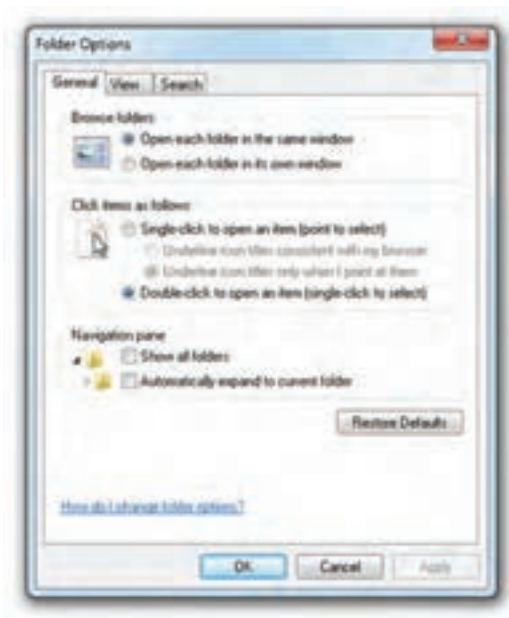 Folder Options
General View Search
Browse folders
Open each folder in the same window
Open each folder in its own window
Click items as follows
Single-click to open an item (point to select)
Underline icon titles consistent with my browser
Underline icon titles only when I point at them
Double-click to open an item (single-click to select)
Navigation pane
Show all folders
Automatically expand to current folder
Restore Defaults
How do I change folder options?
OK Cancel Apply